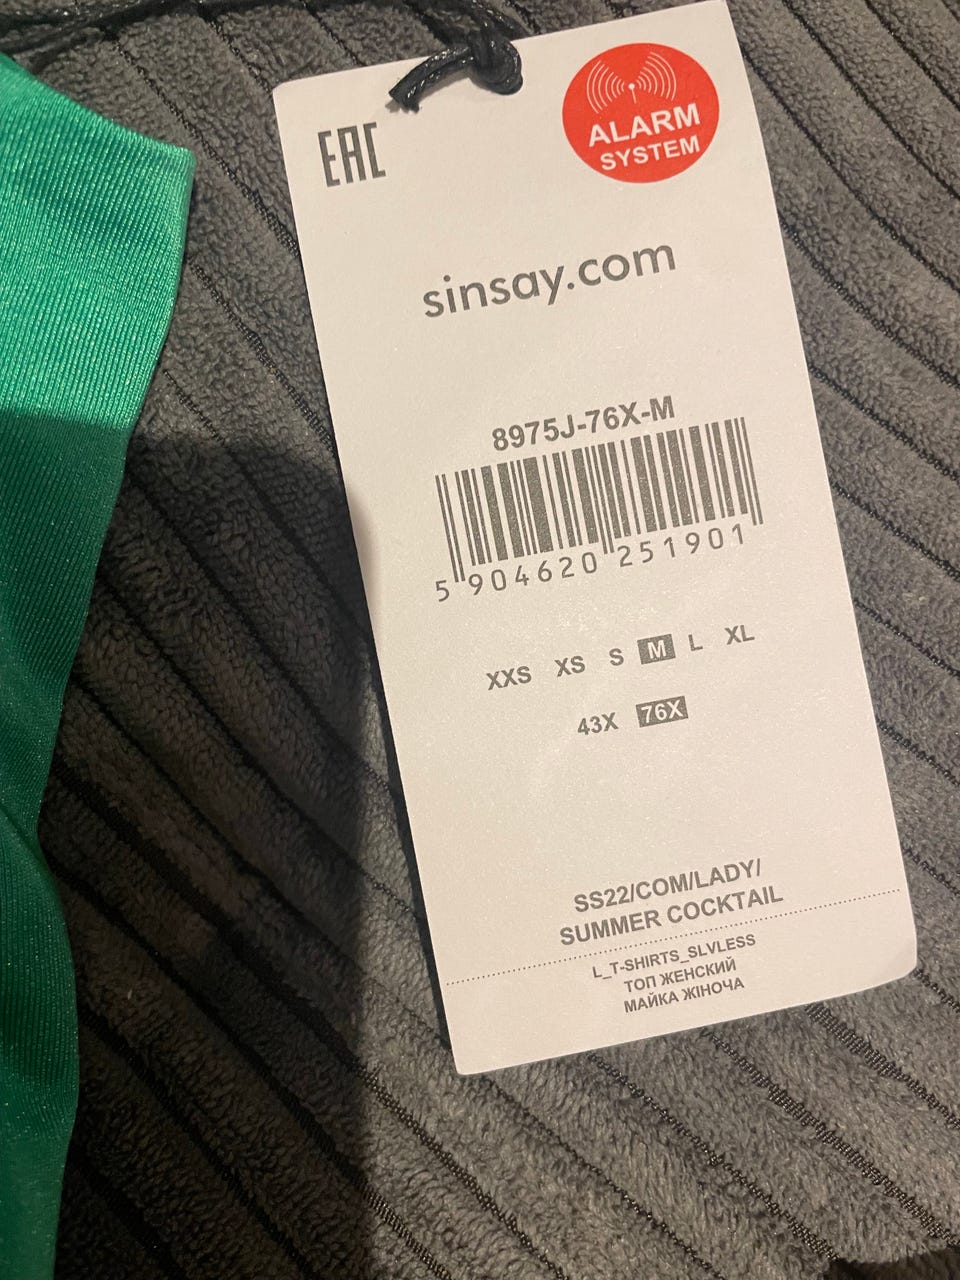 EAC
ALARM
SYSTEM
sinsay.com
8975J-76X-M
5 904620 251901
XXS XS S M L XL
43X 76X
SS22/COM/LADY/
SUMMER COCKTAIL
L_T-SHIRTS_SLVLESS
ТОП ЖЕНСКИЙ
МАЙКА ЖІНОЧА